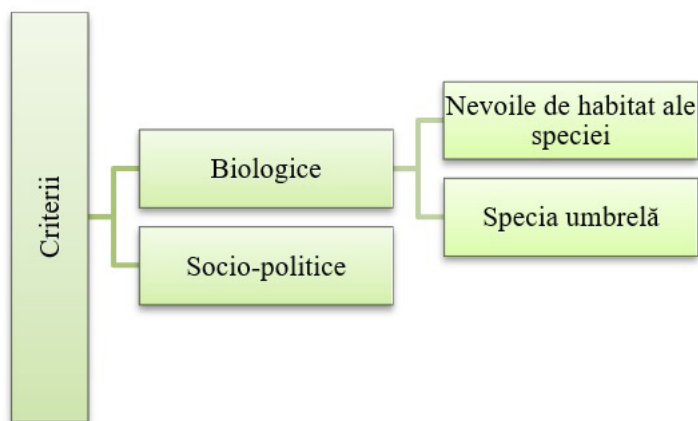 Criterii
Biologice
Socio-politice
Nevoile de habitat ale
speciei
Specia umbrelă